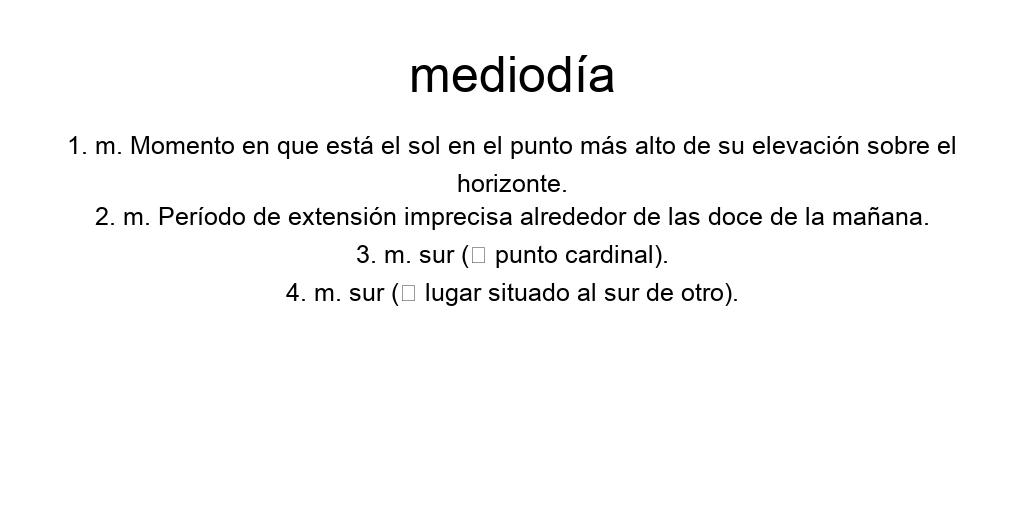 mediodía
1. m. Momento en que está el sol en el punto más alto de su elevación sobre el
horizonte.
2. m. Período de extensión imprecisa alrededor de las doce de la mañana.
3. m. sur (□ punto cardinal).
4. m. sur (□ lugar situado al sur de otro).